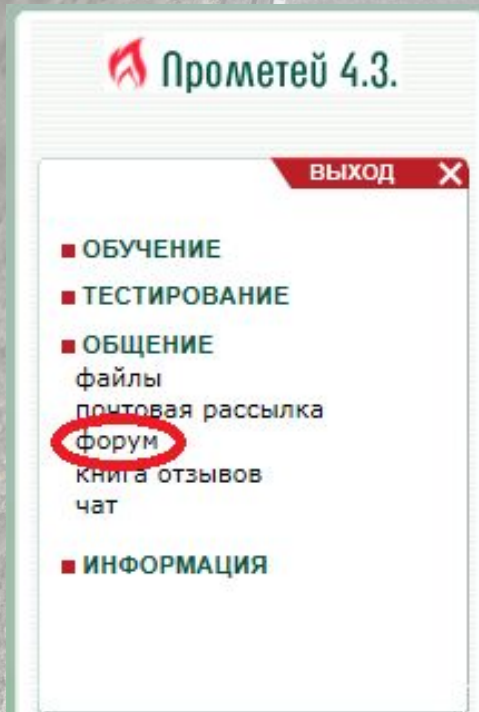 Прометей 4.3.
ВЫХОД
ОБУЧЕНИЕ
ТЕСТИРОВАНИЕ
ОБЩЕНИЕ
файлы
почтовая рассылка
форум
книга отзывов
чат
ИНФОРМАЦИЯ